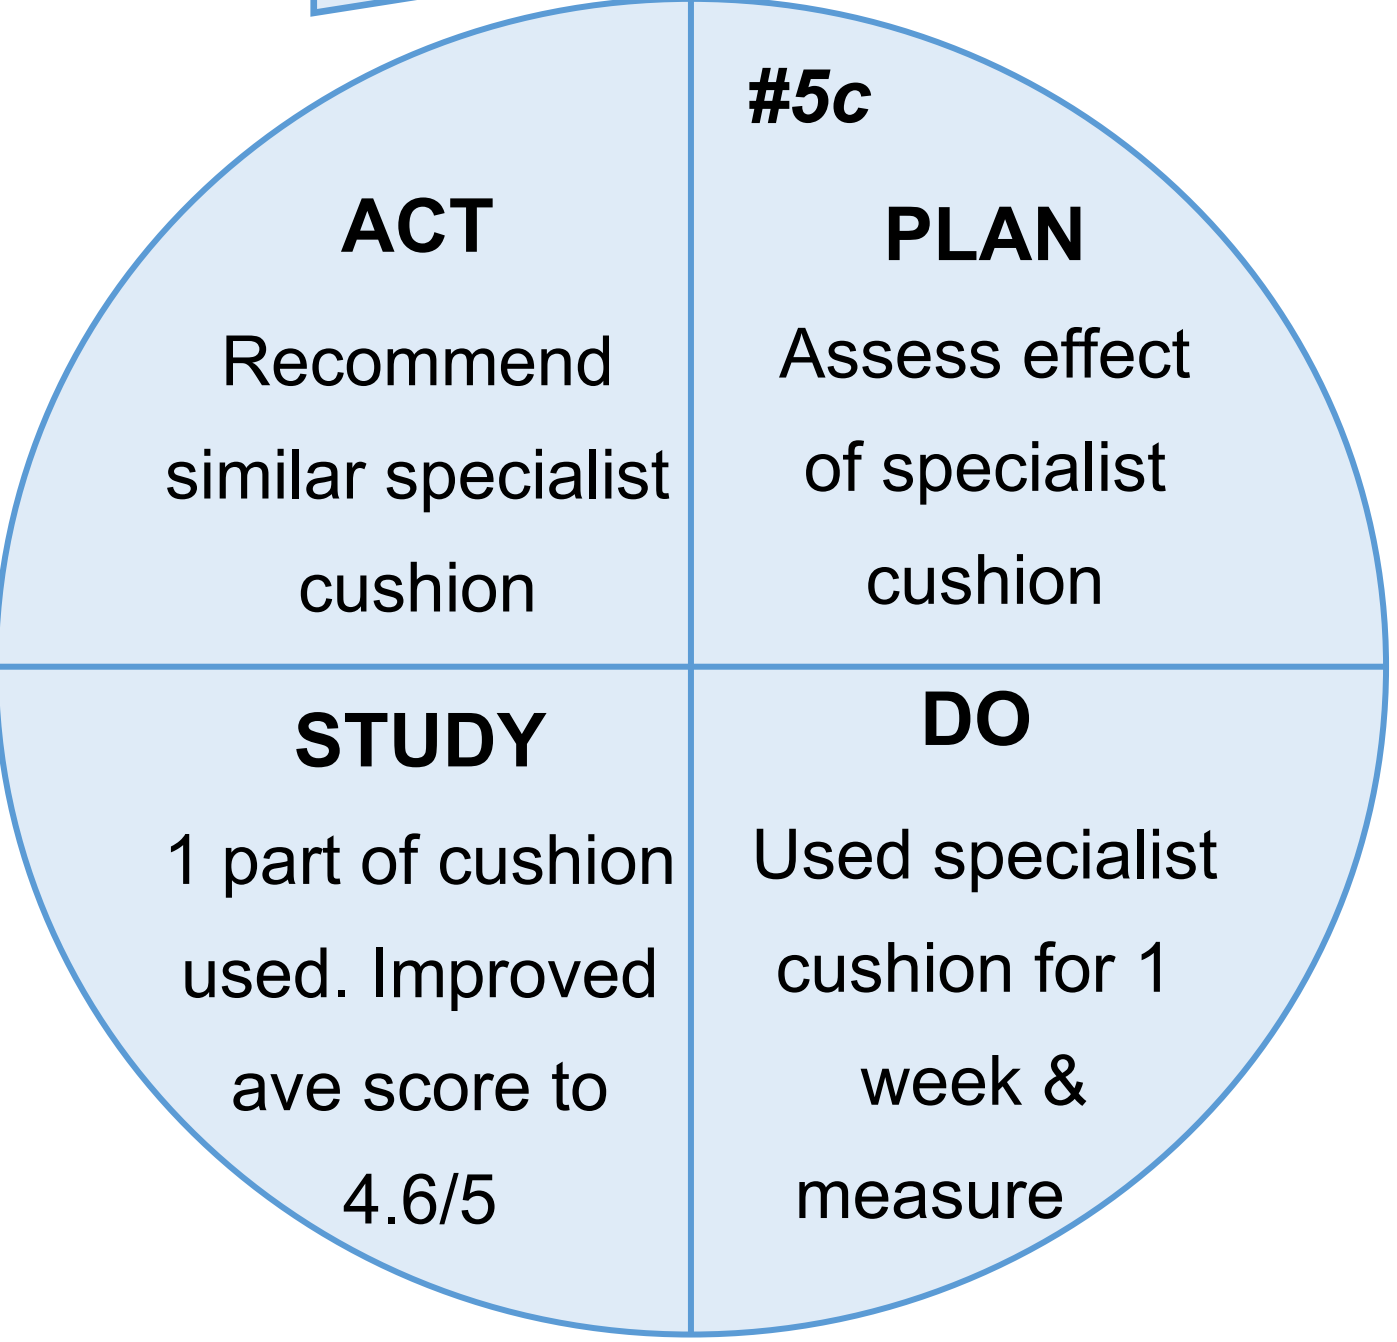 #5c
PLAN
Assess effect
of specialist
cushion
DO
Used specialist
cushion for 1
week &
measure
STUDY
1 part of cushion
used. Improved
ave score to
4.6/5
ACT
Recommend
similar specialist
cushion